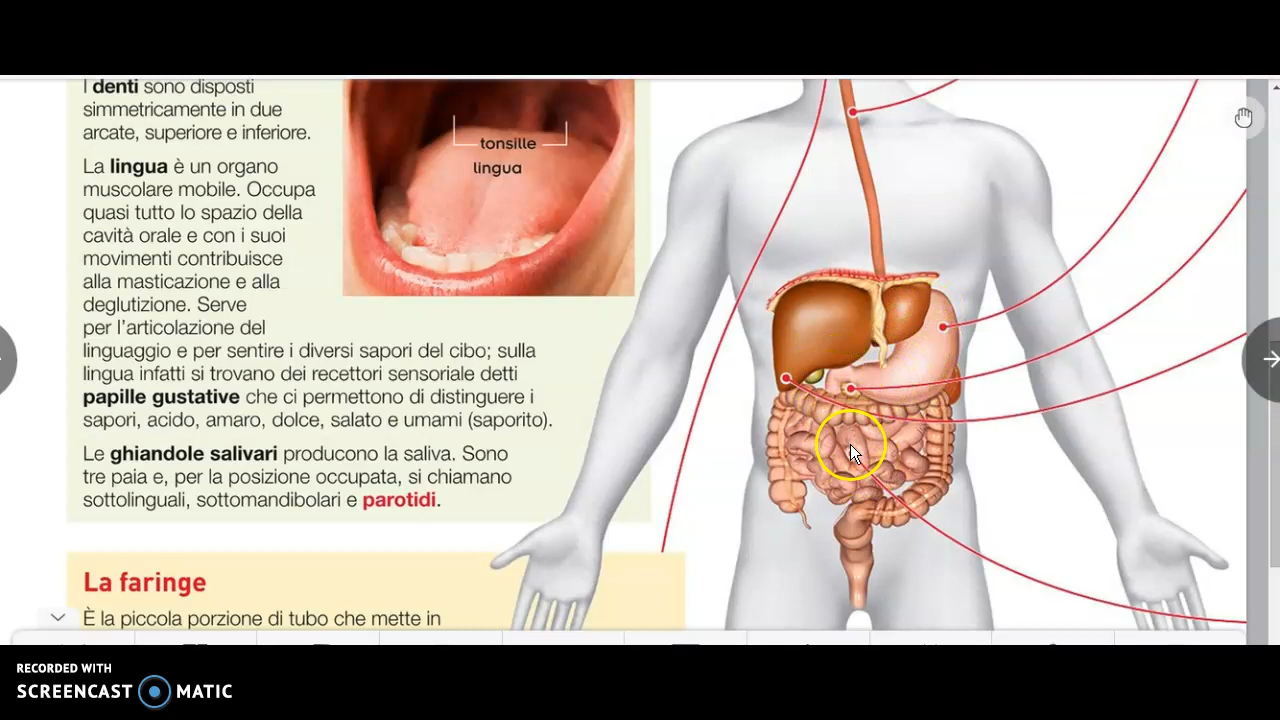 I denti sono disposti
simmetricamente in due
arcate, superiore e inferiore.
La lingua è un organo
muscolare mobile. Occupa
quasi tutto lo spazio della
cavità orale e con i suoi
movimenti contribuisce
alla masticazione e alla
deglutizione. Serve
per l'articolazione del
linguaggio e per sentire i diversi sapori del cibo; sulla
lingua infatti si trovano dei recettori sensoriale detti
papille gustative che ci permettono di distinguere i
sapori, acido, amaro, dolce, salato e umami (saporito).
Le ghiandole salivari producono la saliva. Sono
tre paia e, per la posizione occupata, si chiamano
sottolinguali, sottomandibolari e parotidi.
tonsille
lingua
La faringe
È la piccola porzione di tubo che mette in
RECORDED WITH
SCREENCAST MATIC